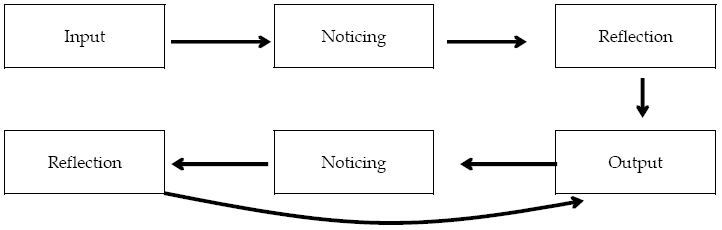 Input
Noticing
Reflection
Reflection
Noticing
Output